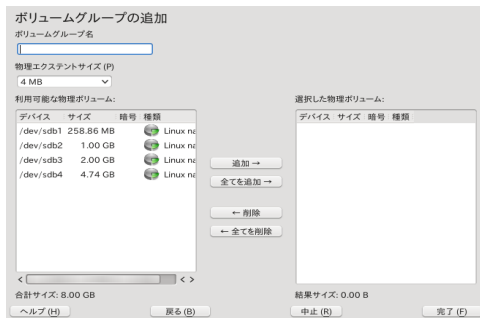 ボリュームグループの追加
ボリュームグループ名
物理エクステントサイズ (P)
4 MB
利用可能な物理ボリューム:
デバイス サイズ 暗号 種類
/dev/sdb1 258.86 MB Linux na
/dev/sdb2 1.00 GB Linux na
/dev/sdb3 2.00 GB Linux na
/dev/sdb4 4.74 GB Linux na
合計サイズ: 8.00 GB
追加 →
全てを追加 →
← 削除
← 全てを削除
選択した物理ボリューム:
デバイス サイズ 暗号 種類
結果サイズ: 0.00 B
ヘルプ (H) 戻る (B) 中止 (R) 完了 (F)